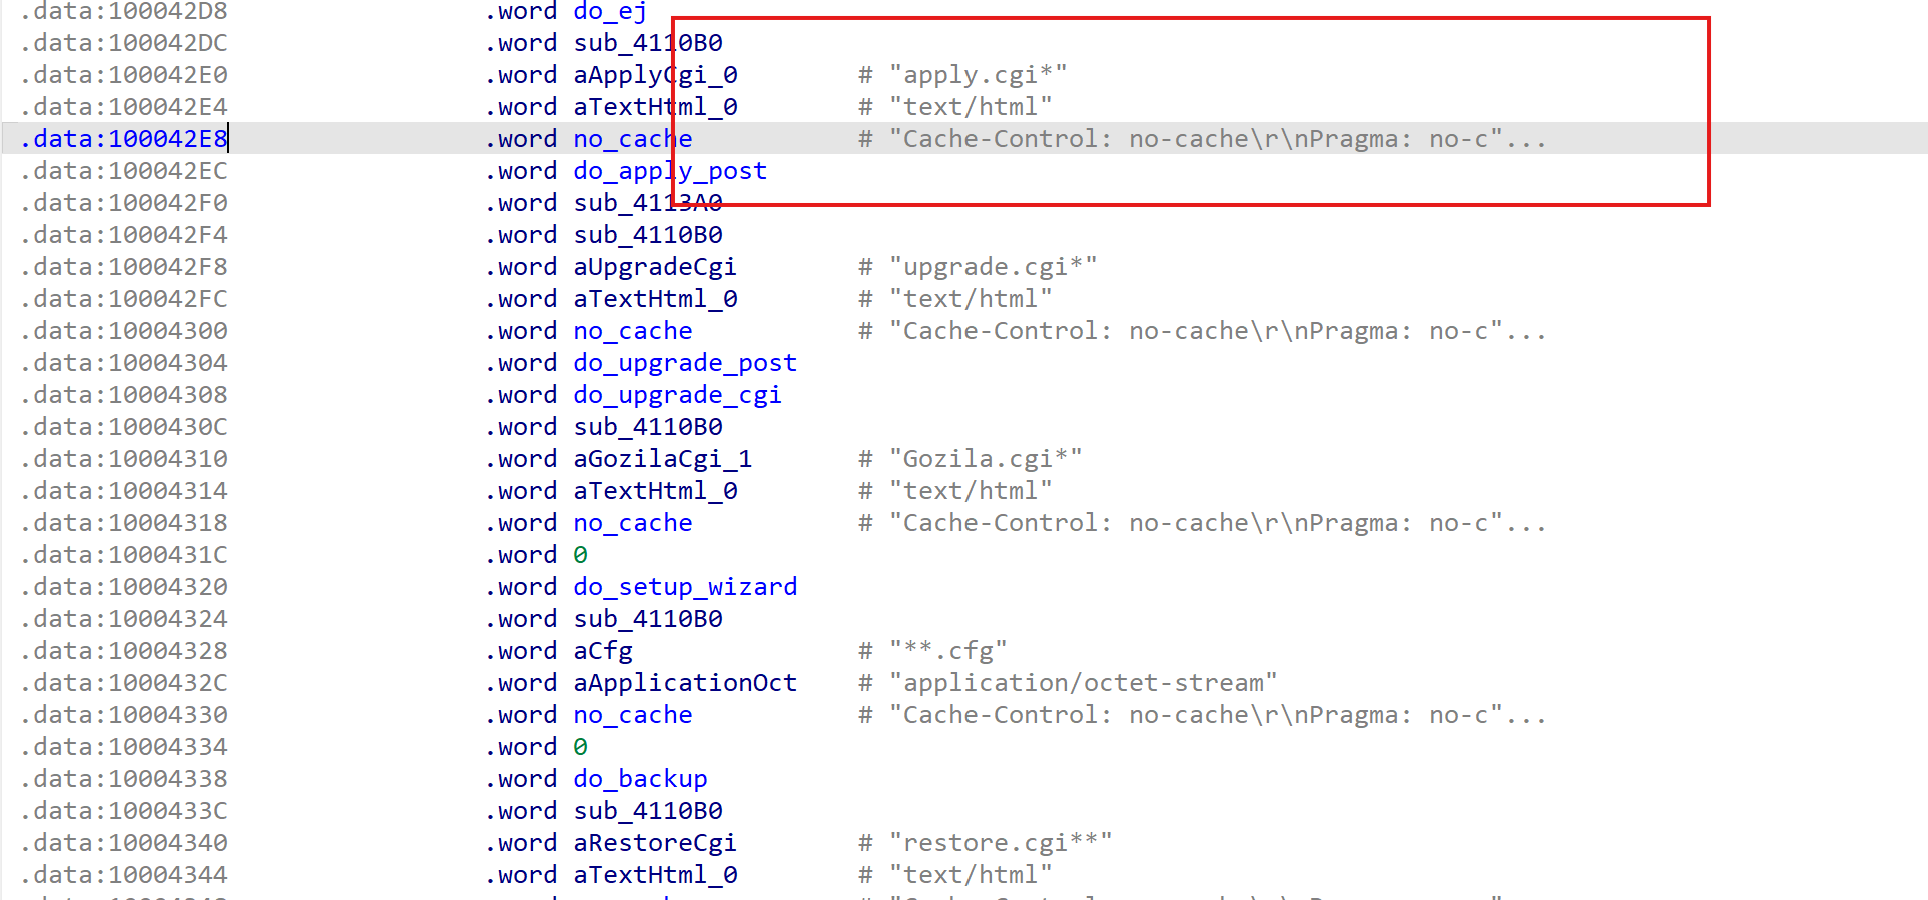 .data:100042D8 .word do_ej
.data:100042DC .word sub_4110B0
.data:100042E0 .word aApplyCgi_0 # "apply.cgi*"
.data:100042E4 .word aTextHtml_0 # "text/html"
.data:100042E8 .word no_cache # "Cache-Control: no-cache\r\nPragma: no-c"...
.data:100042EC .word do_apply_post
.data:100042F0 .word sub_4113A0
.data:100042F4 .word sub_4110B0
.data:100042F8 .word aUpgradeCgi # "upgrade.cgi*"
.data:100042FC .word aTextHtml_0 # "text/html"
.data:10004300 .word no_cache # "Cache-Control: no-cache\r\nPragma: no-c"...
.data:10004304 .word do_upgrade_post
.data:10004308 .word do_upgrade_cgi
.data:1000430C .word sub_4110B0
.data:10004310 .word aGozilaCgi_1 # "Gozila.cgi*"
.data:10004314 .word aTextHtml_0 # "text/html"
.data:10004318 .word no_cache # "Cache-Control: no-cache\r\nPragma: no-c"...
.data:1000431C .word 0
.data:10004320 .word do_setup_wizard
.data:10004324 .word sub_4110B0
.data:10004328 .word aCfg # "**.cfg"
.data:1000432C .word aApplicationOct # "application/octet-stream"
.data:10004330 .word no_cache # "Cache-Control: no-cache\r\nPragma: no-c"...
.data:10004334 .word 0
.data:10004338 .word do_backup
.data:1000433C .word sub_4110B0
.data:10004340 .word aRestoreCgi # "restore.cgi**"
.data:10004344 .word aTextHtml_0 # "text/html"